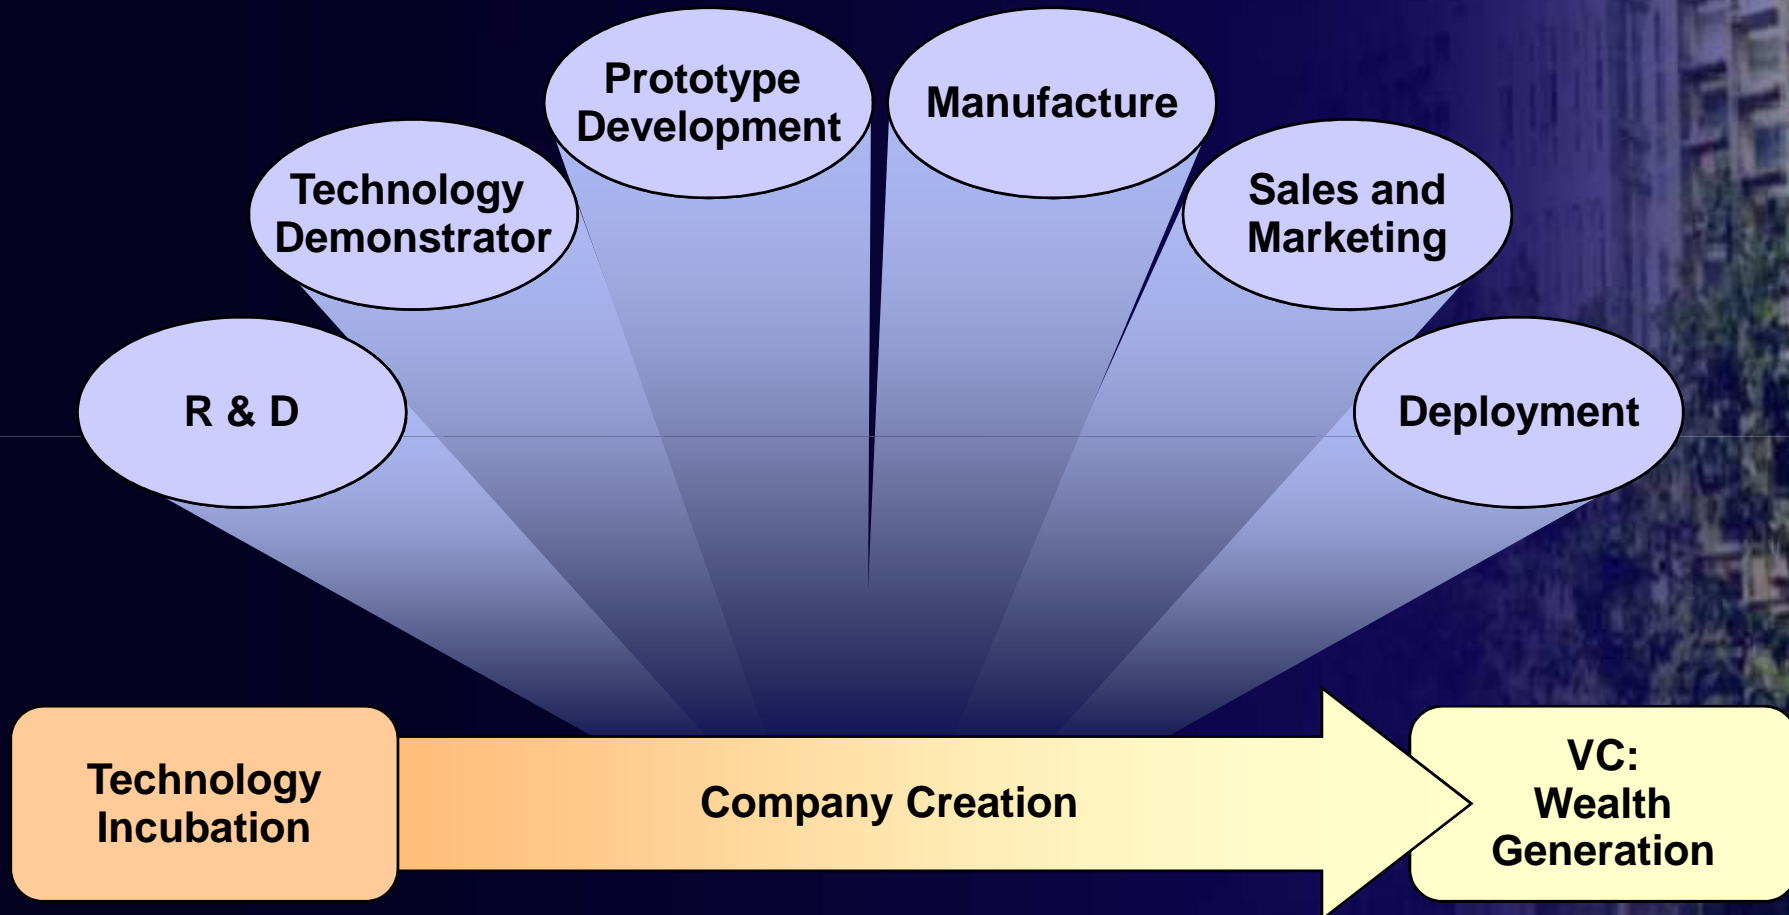 Prototype
Development
Manufacture
Technology
Demonstrator
Sales and
Marketing
R & D
Deployment
Technology
Incubation
Company Creation
VC:
Wealth
Generation